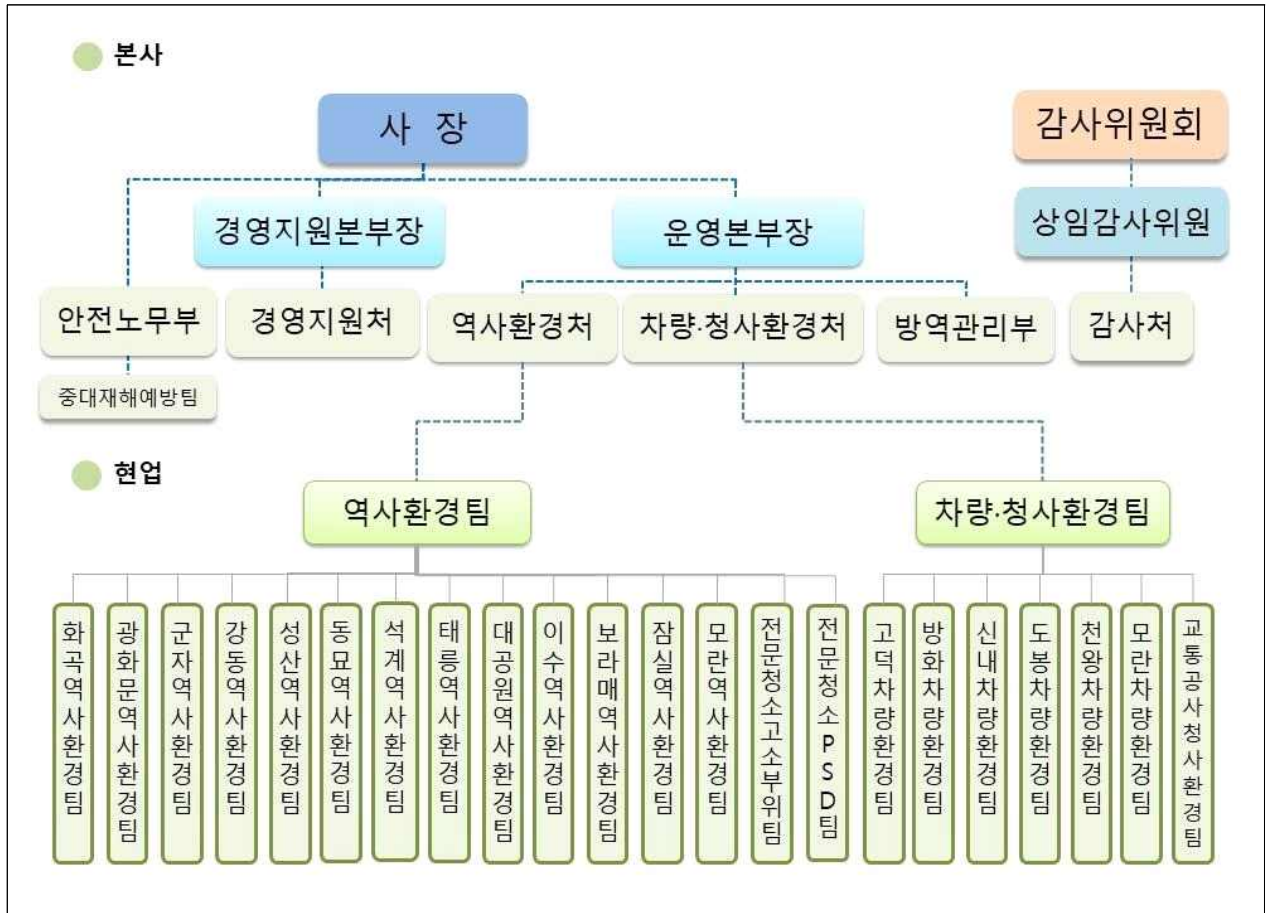 본사
사 장
감사위원회
경영지원본부장
운영본부장
상임감사위원
안전노무부
경영지원처
역사환경처
차량·청사환경처
방역관리부
감사처
중대재해예방팀
현업
역사환경팀
차량·청사환경팀
화곡역사환경팀
광화문역사환경팀
군자역사환경팀
강동역사환경팀
성산역사환경팀
동묘역사환경팀
석계역사환경팀
태릉역사환경팀
대공원역사환경팀
이수역사환경팀
보라매역사환경팀
잠실역사환경팀
모란역사환경팀
전문청소고소부위팀
전문청소PSD팀
고덕차량환경팀
방화차량환경팀
신내차량환경팀
도봉차량환경팀
천왕차량환경팀
모란차량환경팀
교통공사청사환경팀